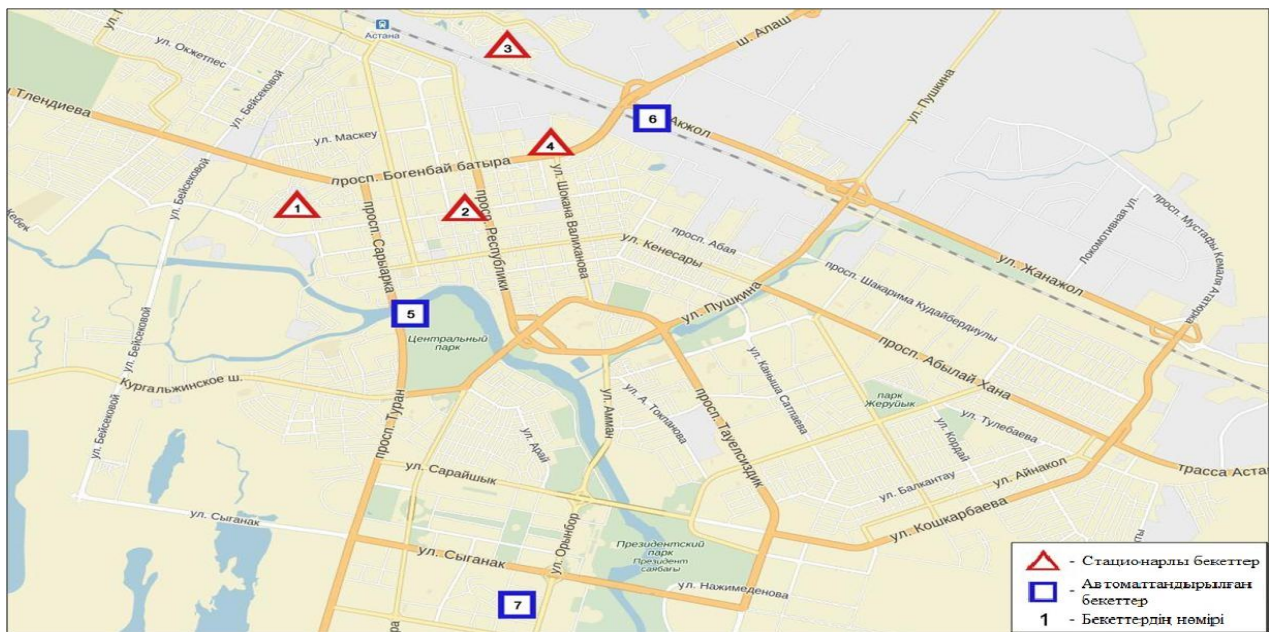 ул. Окжетпес
Астана
3
ш. Алаш
ул. Бейсековой
ул. Пушкина
Тлендиева
ул. Маскеу
6
Акжол
4
просп. Богенбай батыра
ул. Бейсековой
1
2
просп. Сарыарка
просп. Республики
ул. Шокана Валиханова
просп. Абая
ул. Кенесары
Локомотивная ул.
просп. Мустафы Кемаля Ататюрка
ул. Жанажол
просп. Шакарима Кудайбердиулы
5
ул. Пушкина
Центральный
парк
ул. Бейсековой
Кургальжинское ш.
просп. Абылай Хана
ул. Каныша Сатпаева
парк
Жеруйык
ул. Амман
ул. А. Токпанова
просп. Тауелсиздик
просп. Туран
ул. Бейсековой
ул. Арай
ул. Кордай
ул. Тулебаева
ул. Сарайшык
трасса Аста
ул. Айнакол
ул. Балкантау
ул. Сыганак
ул. Кошкарбаева
ул. Сыганак
ул. Орынбор
Президентский
парк
Президент
саябағы
ул. Нажимеденова
7
- Стационарлы бекеттер
- Автоматтандырылған
бекеттер
1 - Бекеттердің нөмірі